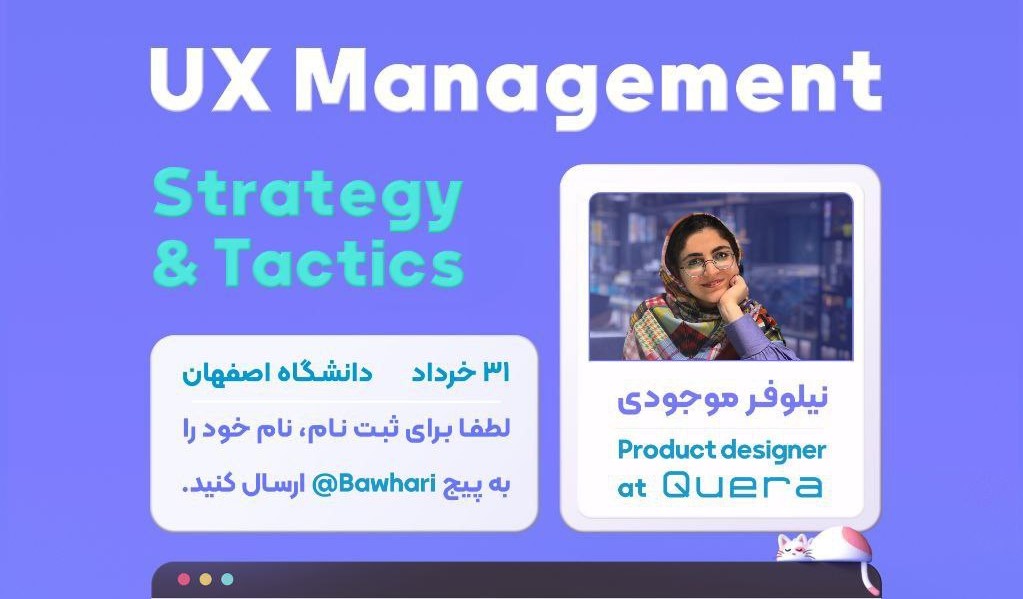 UX Management
Strategy
& Tactics
۳۱ خرداد دانشگاه اصفهان
لطفا برای ثبت نام، نام خود را
به پیج @Bawhari ارسال کنید.
نیلوفر موجودی
Product designer
at Quera